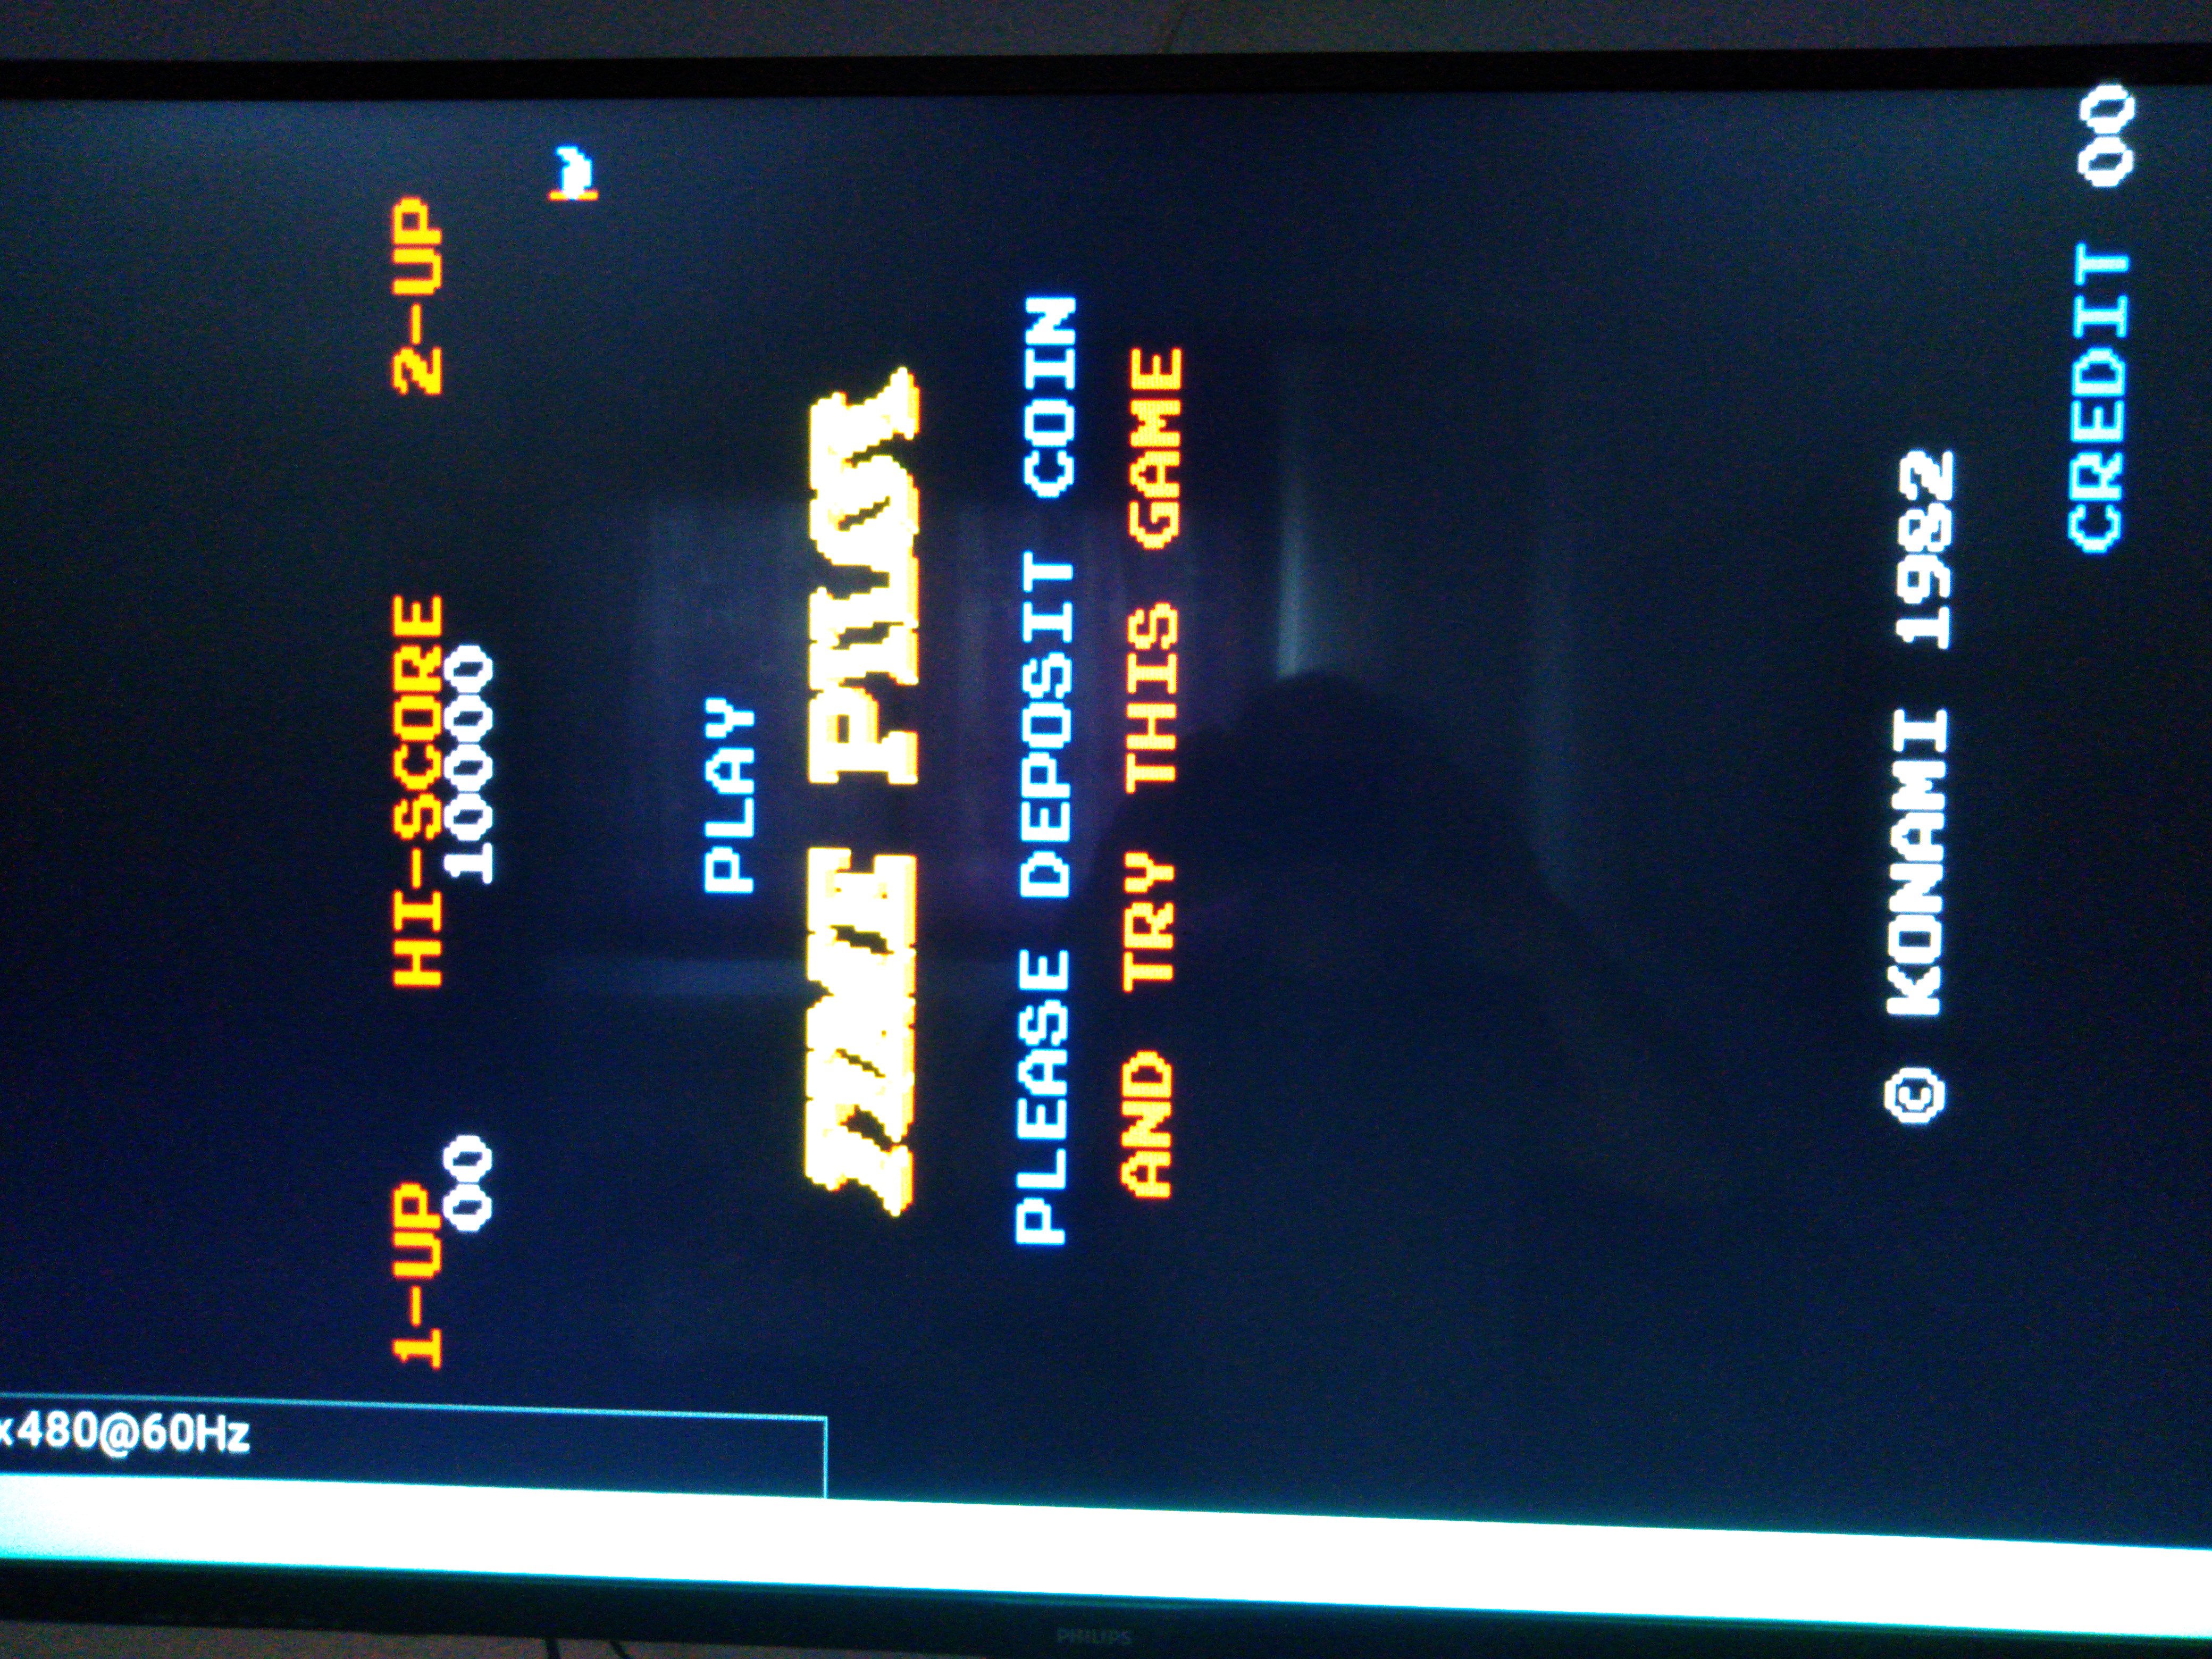 1-UP HI-SCORE 2-UP
00 10000
PLAY
TIME PILOT
PLEASE DEPOSIT COIN
AND TRY THIS GAME
© KONAMI 1982
CREDIT 00
x480@60Hz
PHILIPS